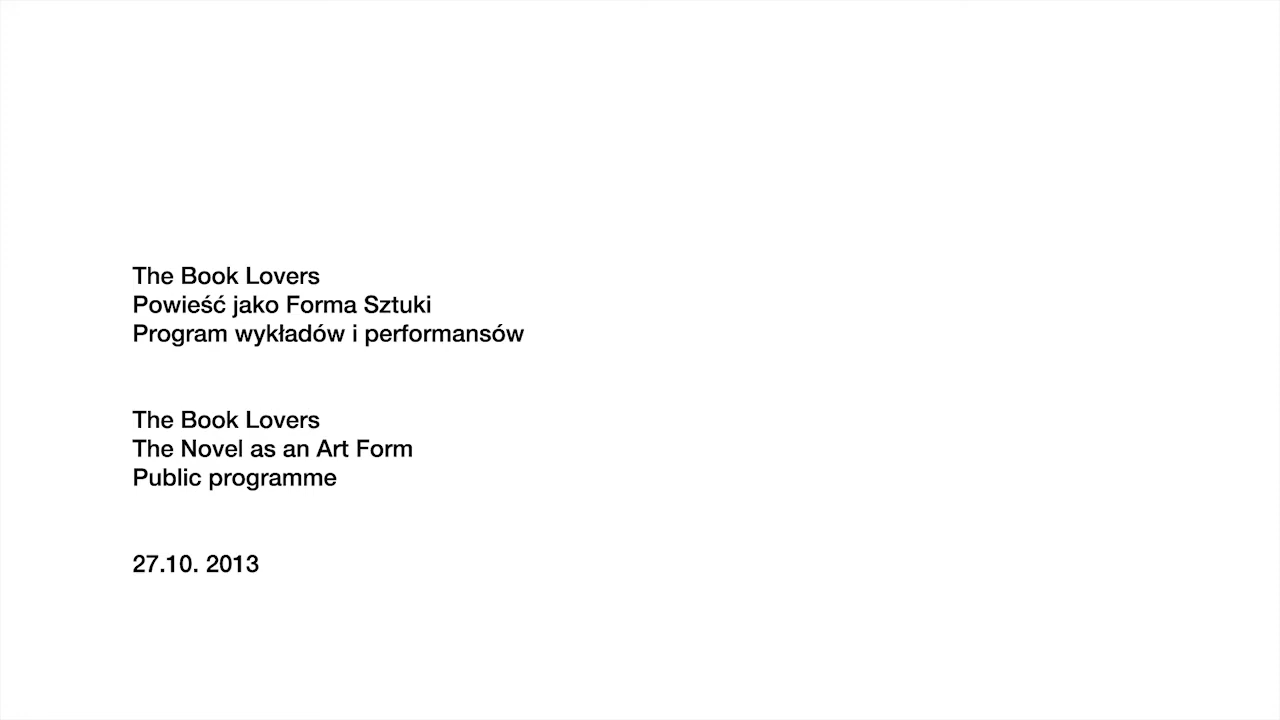 The Book Lovers
Powieść jako Forma Sztuki
Program wykładów i performansów
The Book Lovers
The Novel as an Art Form
Public programme
27.10. 2013